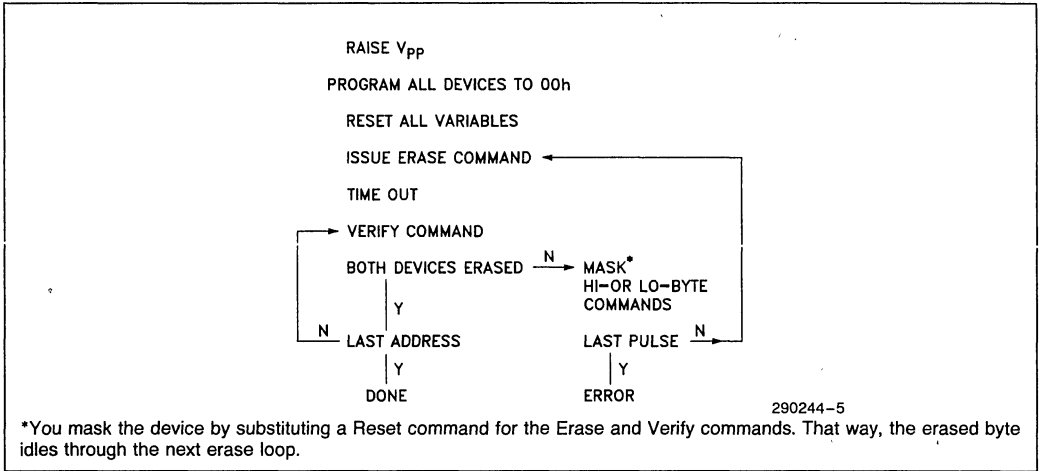 RAISE VPP
PROGRAM ALL DEVICES TO 00h
RESET ALL VARIABLES
ISSUE ERASE COMMAND
TIME OUT
VERIFY COMMAND
BOTH DEVICES ERASED N MASK*
HI-OR LO-BYTE
COMMANDS
Y
N LAST ADDRESS LAST PULSE N
Y Y
DONE ERROR
290244-5
*You mask the device by substituting a Reset command for the Erase and Verify commands. That way, the erased byte
idles through the next erase loop.